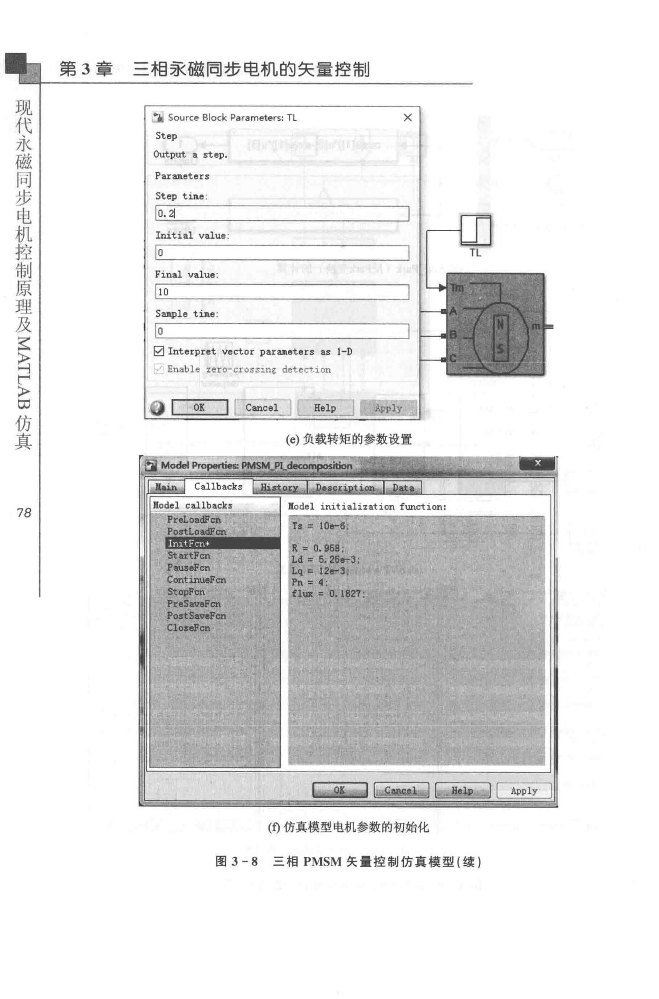 第 3 章 三相永磁同步电机的矢量控制
现代永磁同步电机控制原理及MATLAB仿真
78
Source Block Parameters: TL
Step
Output a step.
Parameters
Step time:
0.2
Initial value:
0
Final value:
10
Sample time:
0
Interpret vector parameters as 1-D
Enable zero-crossing detection
OK Cancel Help Apply
TL
Tm
A
B
C
N
S
m
(e) 负载转矩的参数设置
Model Properties: PMSM_PI_decomposition
Main Callbacks History Description Data
Model callbacks
PreLoadFcn
PostLoadFcn
InitFcn*
StartFcn
PauseFcn
ContinueFcn
StopFcn
PreSaveFcn
PostSaveFcn
CloseFcn
Model initialization function:
Ts = 10e-6;
R = 0.958;
Ld = 5.25e-3;
Lq = 12e-3;
Pn = 4;
flux = 0.1827;
OK Cancel Help Apply
(f) 仿真模型电机参数的初始化
图 3-8 三相 PMSM 矢量控制仿真模型(续)